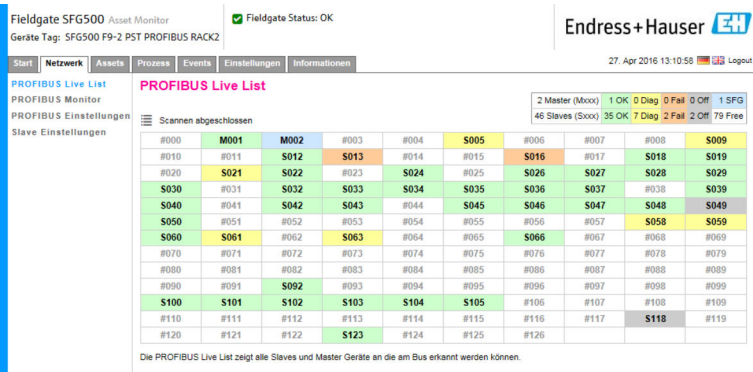 Fieldgate SFG500 Asset Monitor
Fieldgate Status: OK
Geräte Tag: SFG500 F9-2 PST PROFIBUS RACK2
Endress+Hauser EH
Start Netzwerk Assets Prozess Events Einstellungen Informationen
27. Apr 2016 13:10:58 Logout
PROFIBUS Live List
PROFIBUS Monitor
PROFIBUS Einstellungen
Slave Einstellungen
PROFIBUS Live List
2 Master (Mxxx) 1 OK 0 Diag 0 Fail 0 Off 1 SFG
46 Slaves (Sxxx) 35 OK 7 Diag 2 Fail 2 Off 79 Free
Scannen abgeschlossen
#000 M001 M002 #003 #004 S005 #006 #007 #008 S009
#010 #011 S012 S013 #014 #015 S016 #017 S018 S019
#020 S021 S022 #023 S024 #025 S026 S027 S028 S029
S030 #031 S032 S033 S034 S035 S036 S037 #038 S039
S040 #041 S042 S043 #044 S045 S046 S047 S048 S049
S050 #051 #052 #053 #054 #055 #056 #057 S058 S059
S060 S061 #062 S063 #064 #065 S066 #067 #068 #069
#070 #071 #072 #073 #074 #075 #076 #077 #078 #079
#080 #081 #082 #083 #084 #085 #086 #087 #088 #089
#090 #091 S092 #093 #094 #095 #096 #097 #098 #099
S100 S101 S102 S103 S104 S105 #106 #107 #108 #109
#110 #111 #112 #113 #114 #115 #116 #117 S118 #119
#120 #121 #122 S123 #124 #125 #126
Die PROFIBUS Live List zeigt alle Slaves und Master Geräte an die am Bus erkannt werden können.